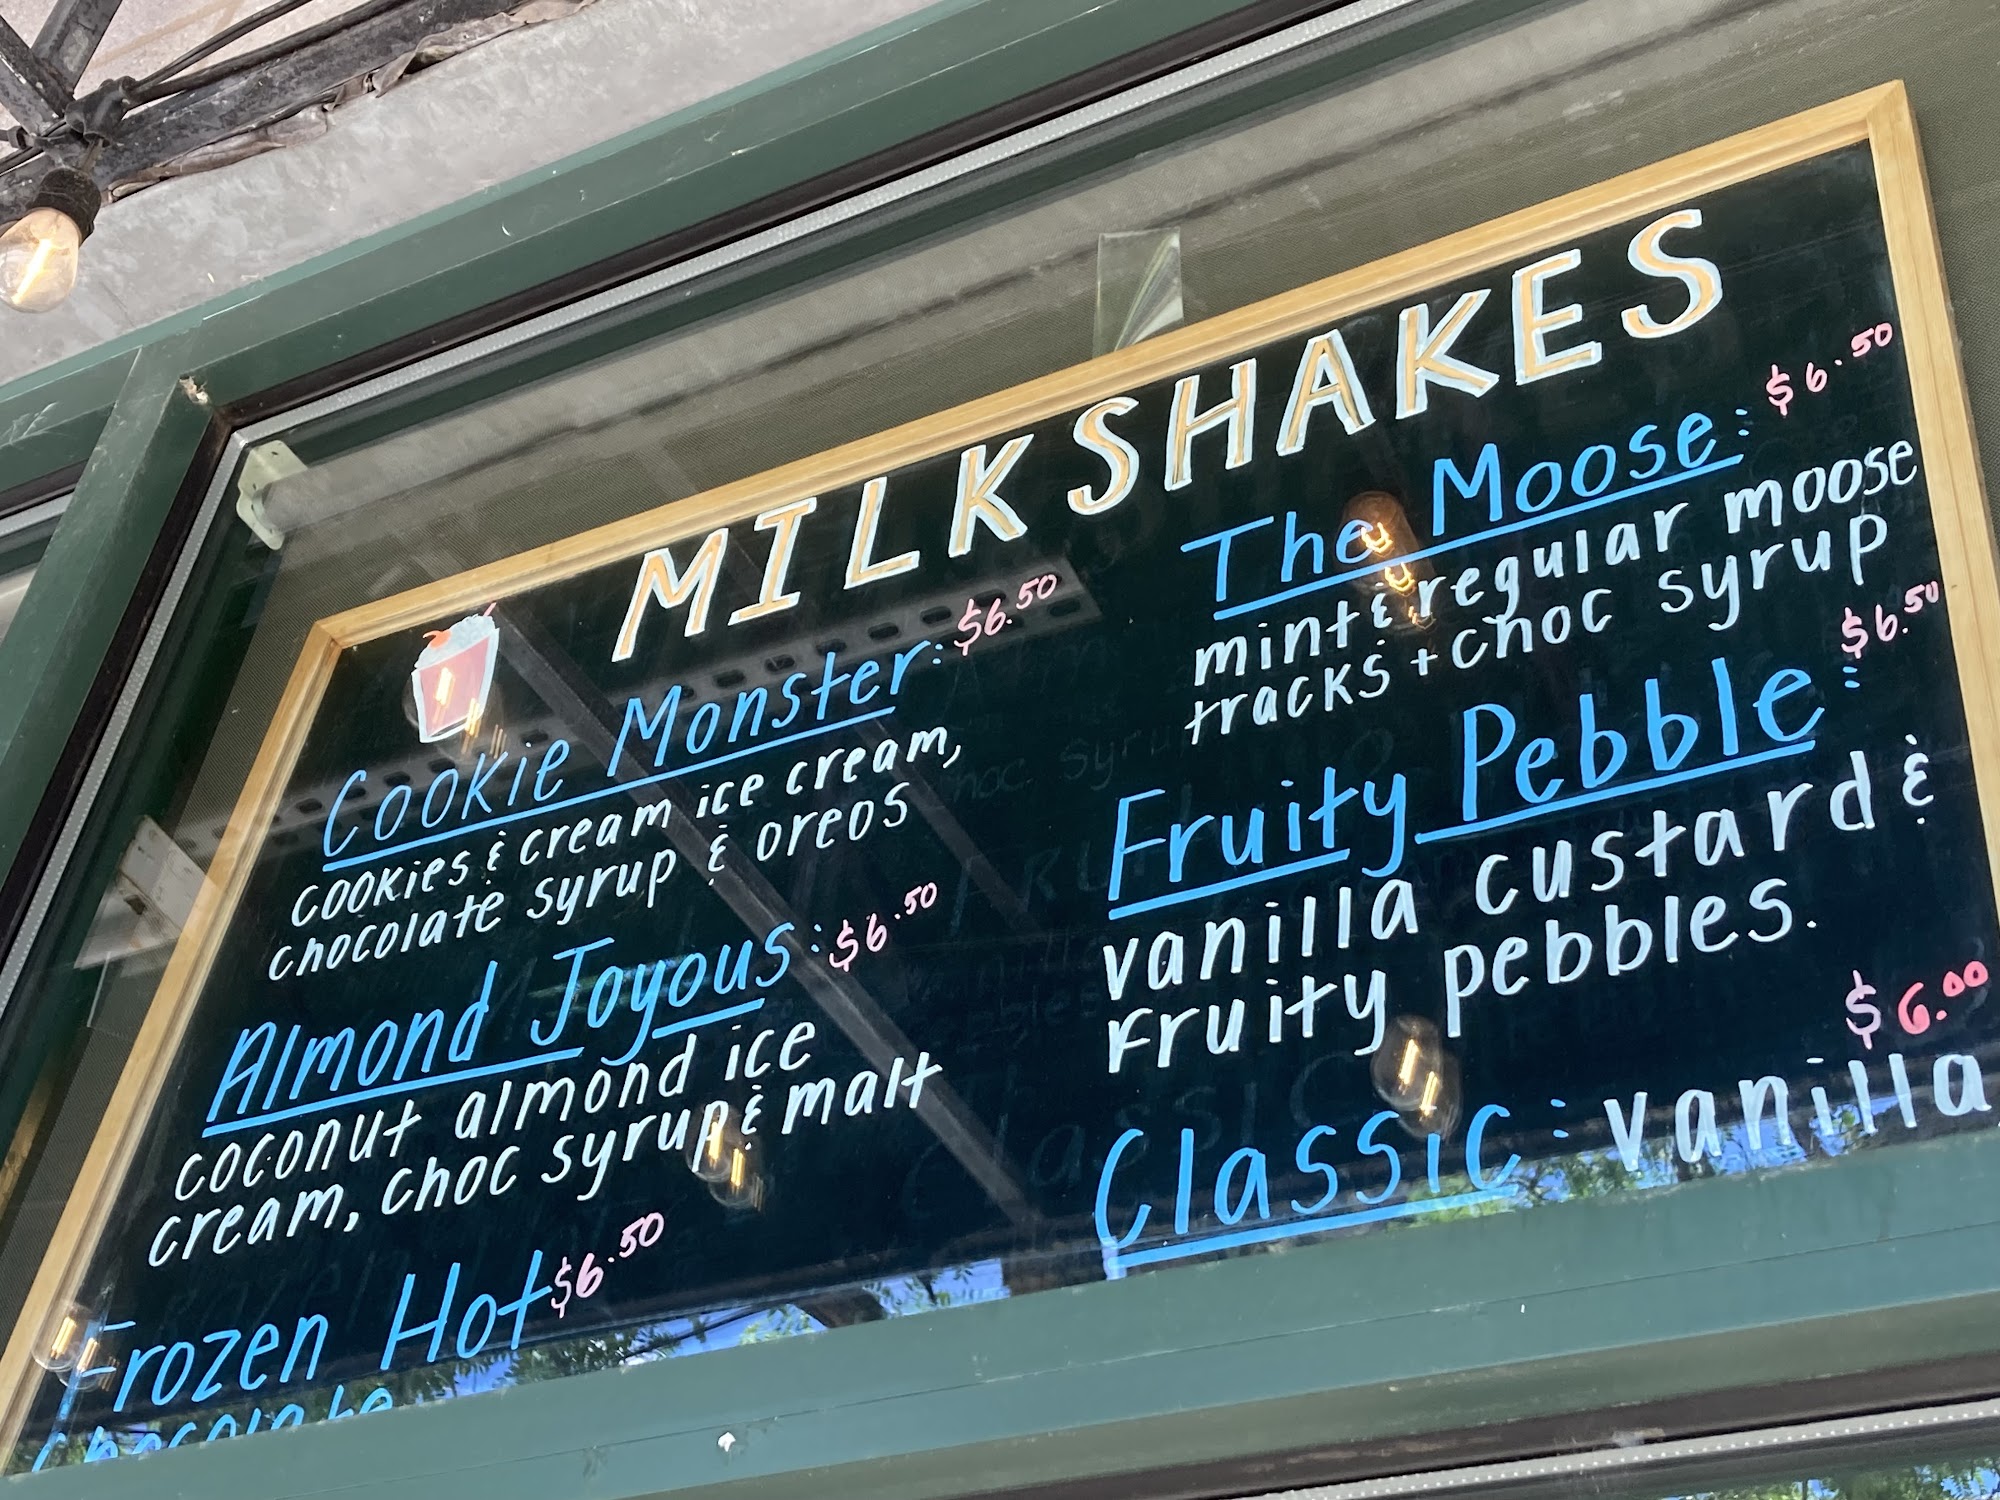 MILKSHAKES
Cookie Monster: $6.50
cookies & cream ice cream,
chocolate syrup & oreos
Almond Joyous: $6.50
coconut almond ice
cream, choc syrup & malt
Frozen Hot $6.50
chocolate
The Moose: $6.50
mint & regular moose
tracks + choc syrup
Fruity Pebble: $6.50
vanilla custard &
Fruity pebbles.
$6.00
Classic: vanilla,